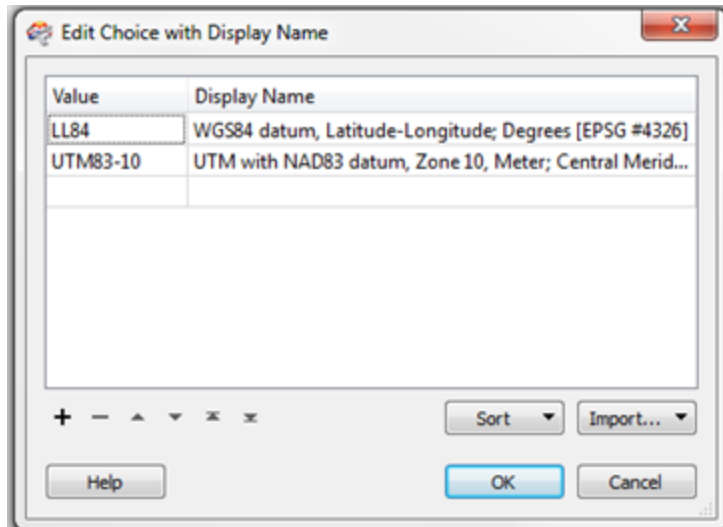 Edit Choice with Display Name
Value Display Name
LL84 WGS84 datum, Latitude-Longitude; Degrees [EPSG #4326]
UTM83-10 UTM with NAD83 datum, Zone 10, Meter; Central Merid...
Sort Import...
Help OK Cancel